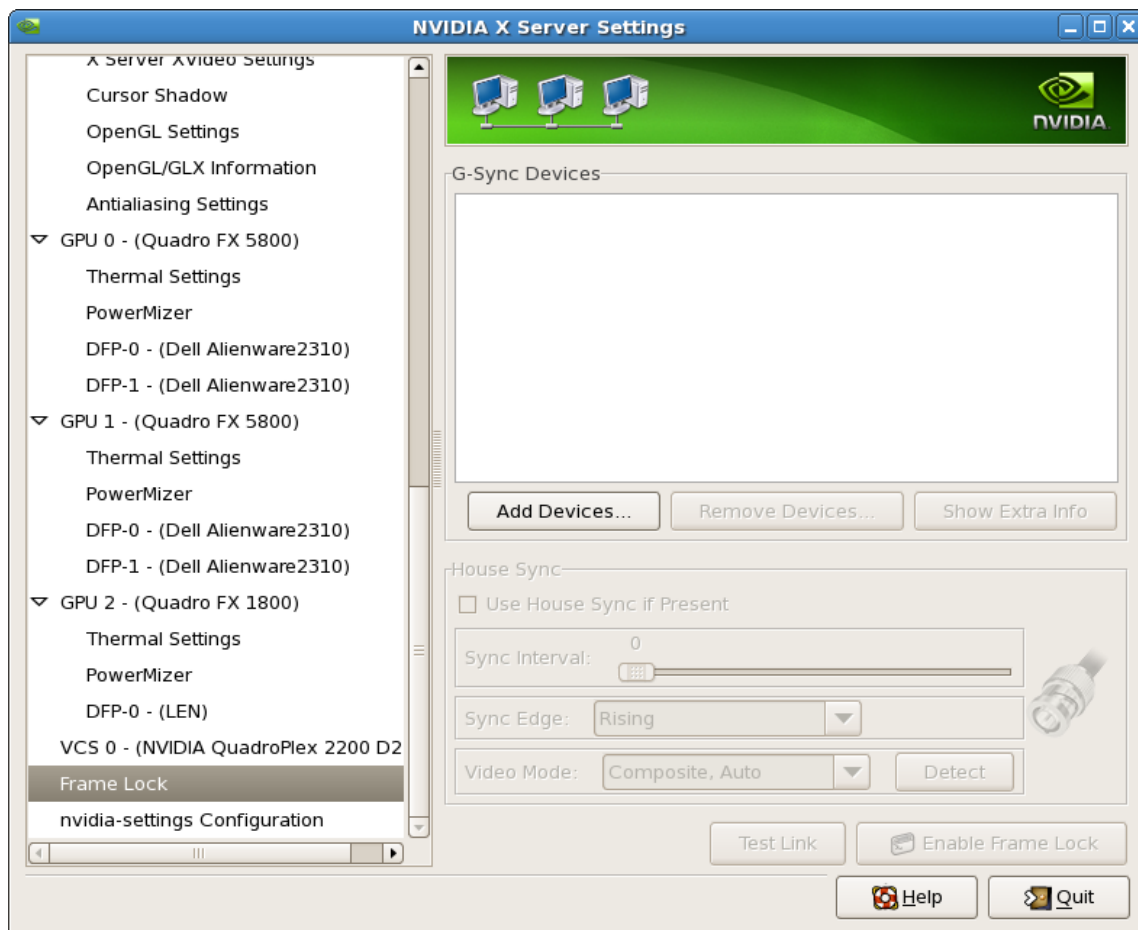 NVIDIA X Server Settings
X Server XVideo Settings
Cursor Shadow
OpenGL Settings
OpenGL/GLX Information
Antialiasing Settings
GPU 0 - (Quadro FX 5800)
Thermal Settings
PowerMizer
DFP-0 - (Dell Alienware2310)
DFP-1 - (Dell Alienware2310)
GPU 1 - (Quadro FX 5800)
Thermal Settings
PowerMizer
DFP-0 - (Dell Alienware2310)
DFP-1 - (Dell Alienware2310)
GPU 2 - (Quadro FX 1800)
Thermal Settings
PowerMizer
DFP-0 - (LEN)
VCS 0 - (NVIDIA QuadroPlex 2200 D2
Frame Lock
nvidia-settings Configuration
NVIDIA.
G-Sync Devices
Add Devices... Remove Devices... Show Extra Info
House Sync
Use House Sync if Present
0
Sync Interval:
Sync Edge: Rising
Video Mode: Composite, Auto Detect
Test Link Enable Frame Lock
Help Quit